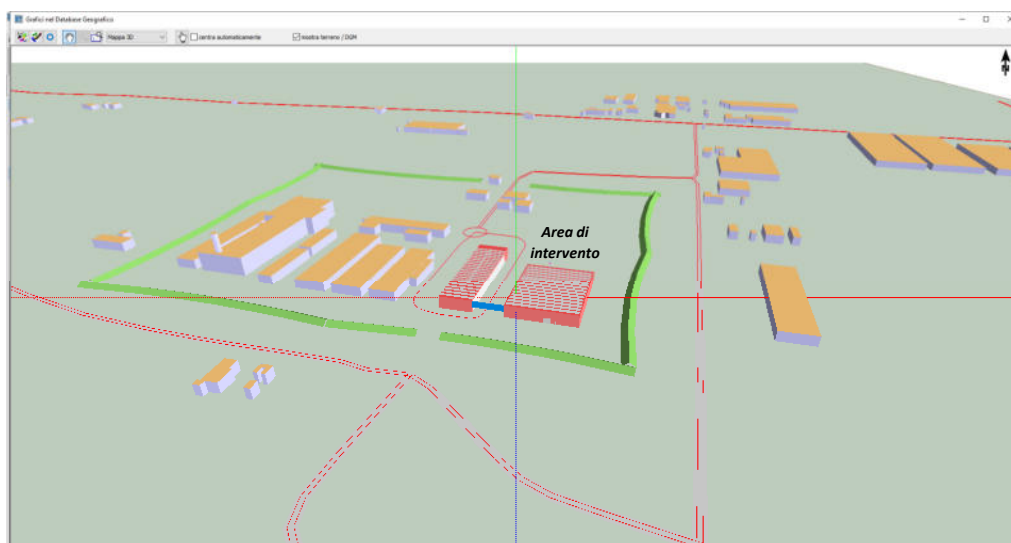 Grafici nel Database Geografico
Mappa 3D
centra automaticamente
mostra terreno / DGM
Area di
intervento